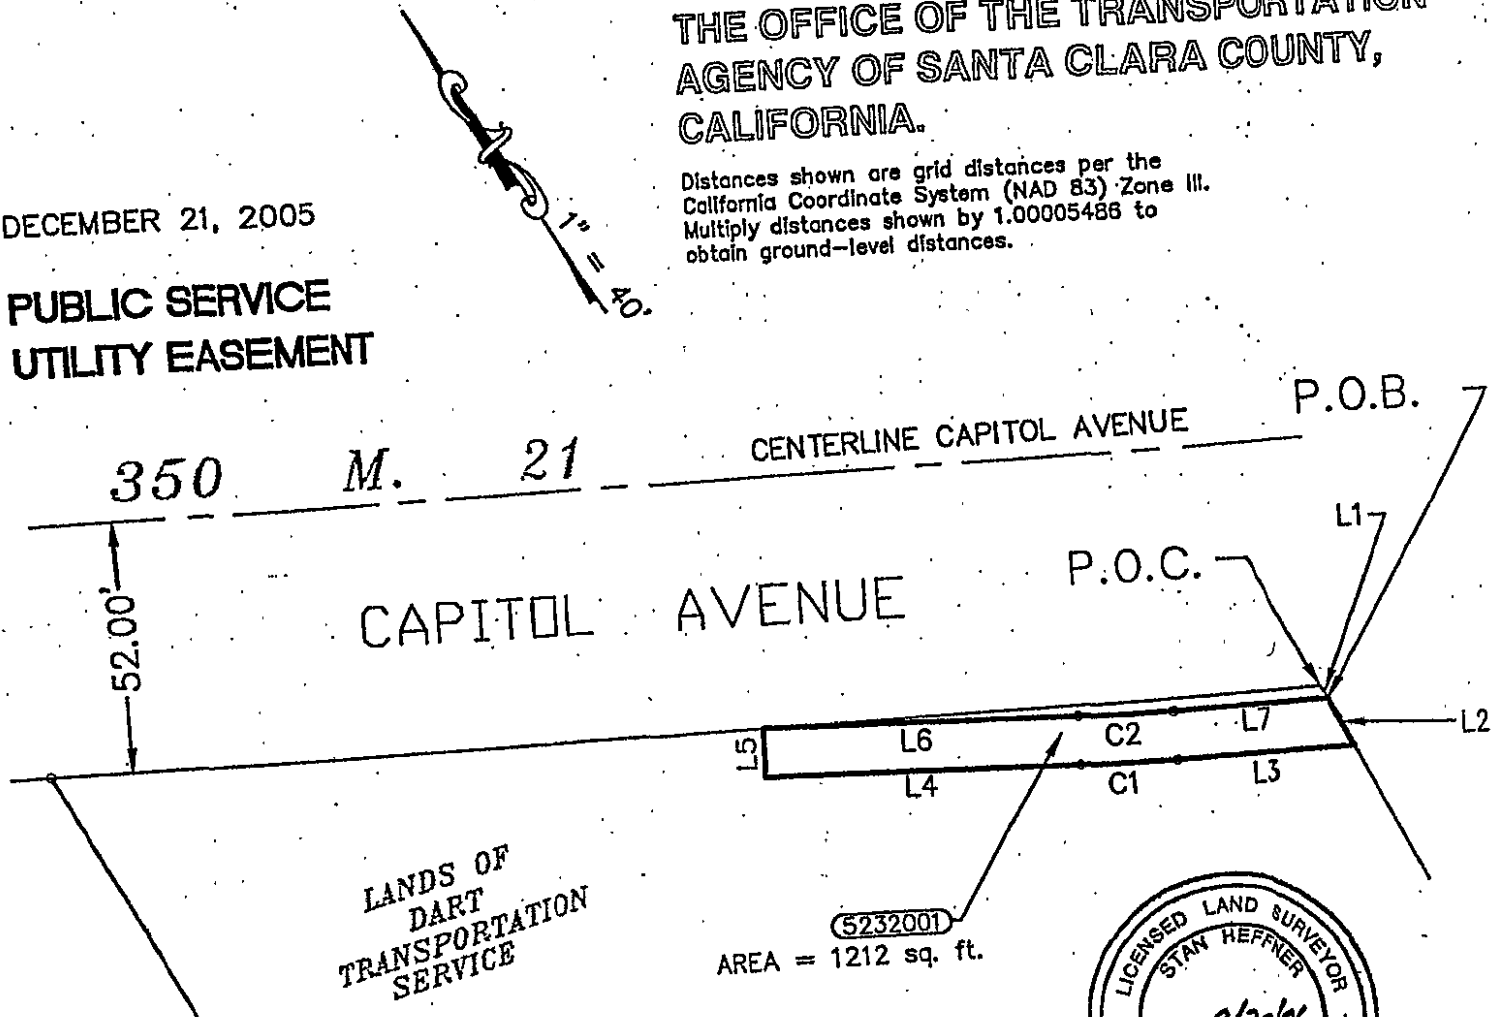 THE OFFICE OF THE TRANSPORTATION
AGENCY OF SANTA CLARA COUNTY,
CALIFORNIA.
Distances shown are grid distances per the
California Coordinate System (NAD 83) Zone III.
Multiply distances shown by 1.00005486 to
obtain ground-level distances.
1" = 40'
DECEMBER 21, 2005
PUBLIC SERVICE
UTILITY EASEMENT
P.O.B.
CENTERLINE CAPITOL AVENUE
350 M. 21
L1
P.O.C.
52.00'
CAPITOL AVENUE
L2
L5
L6
C2
L7
L4
C1
L3
LANDS OF
DART
TRANSPORTATION
SERVICE
5232001
AREA = 1212 sq. ft.
LICENSED LAND SURVEYOR
STAN HEFFNER